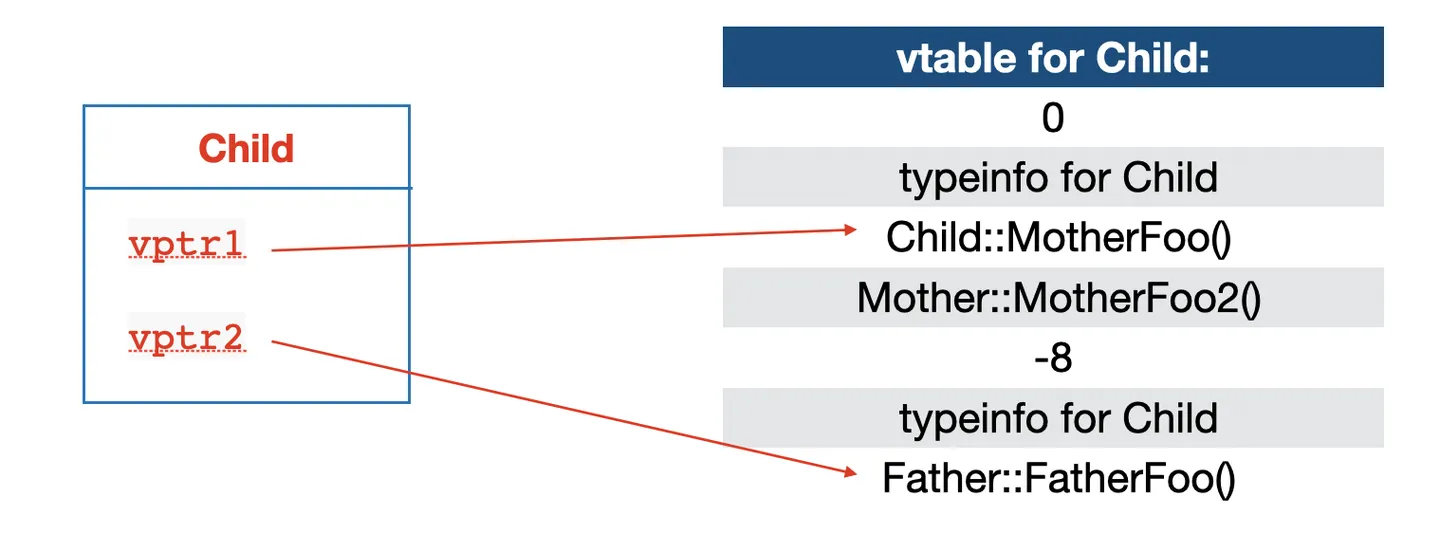 Child
vptr1
vptr2
vtable for Child:
0
typeinfo for Child
Child::MotherFoo()
Mother::MotherFoo2()
-8
typeinfo for Child
Father::FatherFoo()